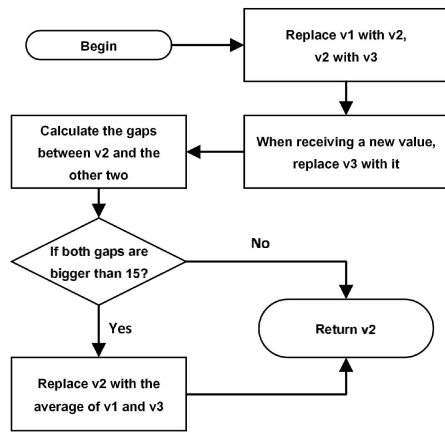 Begin
Replace v1 with v2,
v2 with v3
When receiving a new value,
replace v3 with it
Calculate the gaps
between v2 and the
other two
If both gaps are
bigger than 15?
No
Yes
Return v2
Replace v2 with the
average of v1 and v3